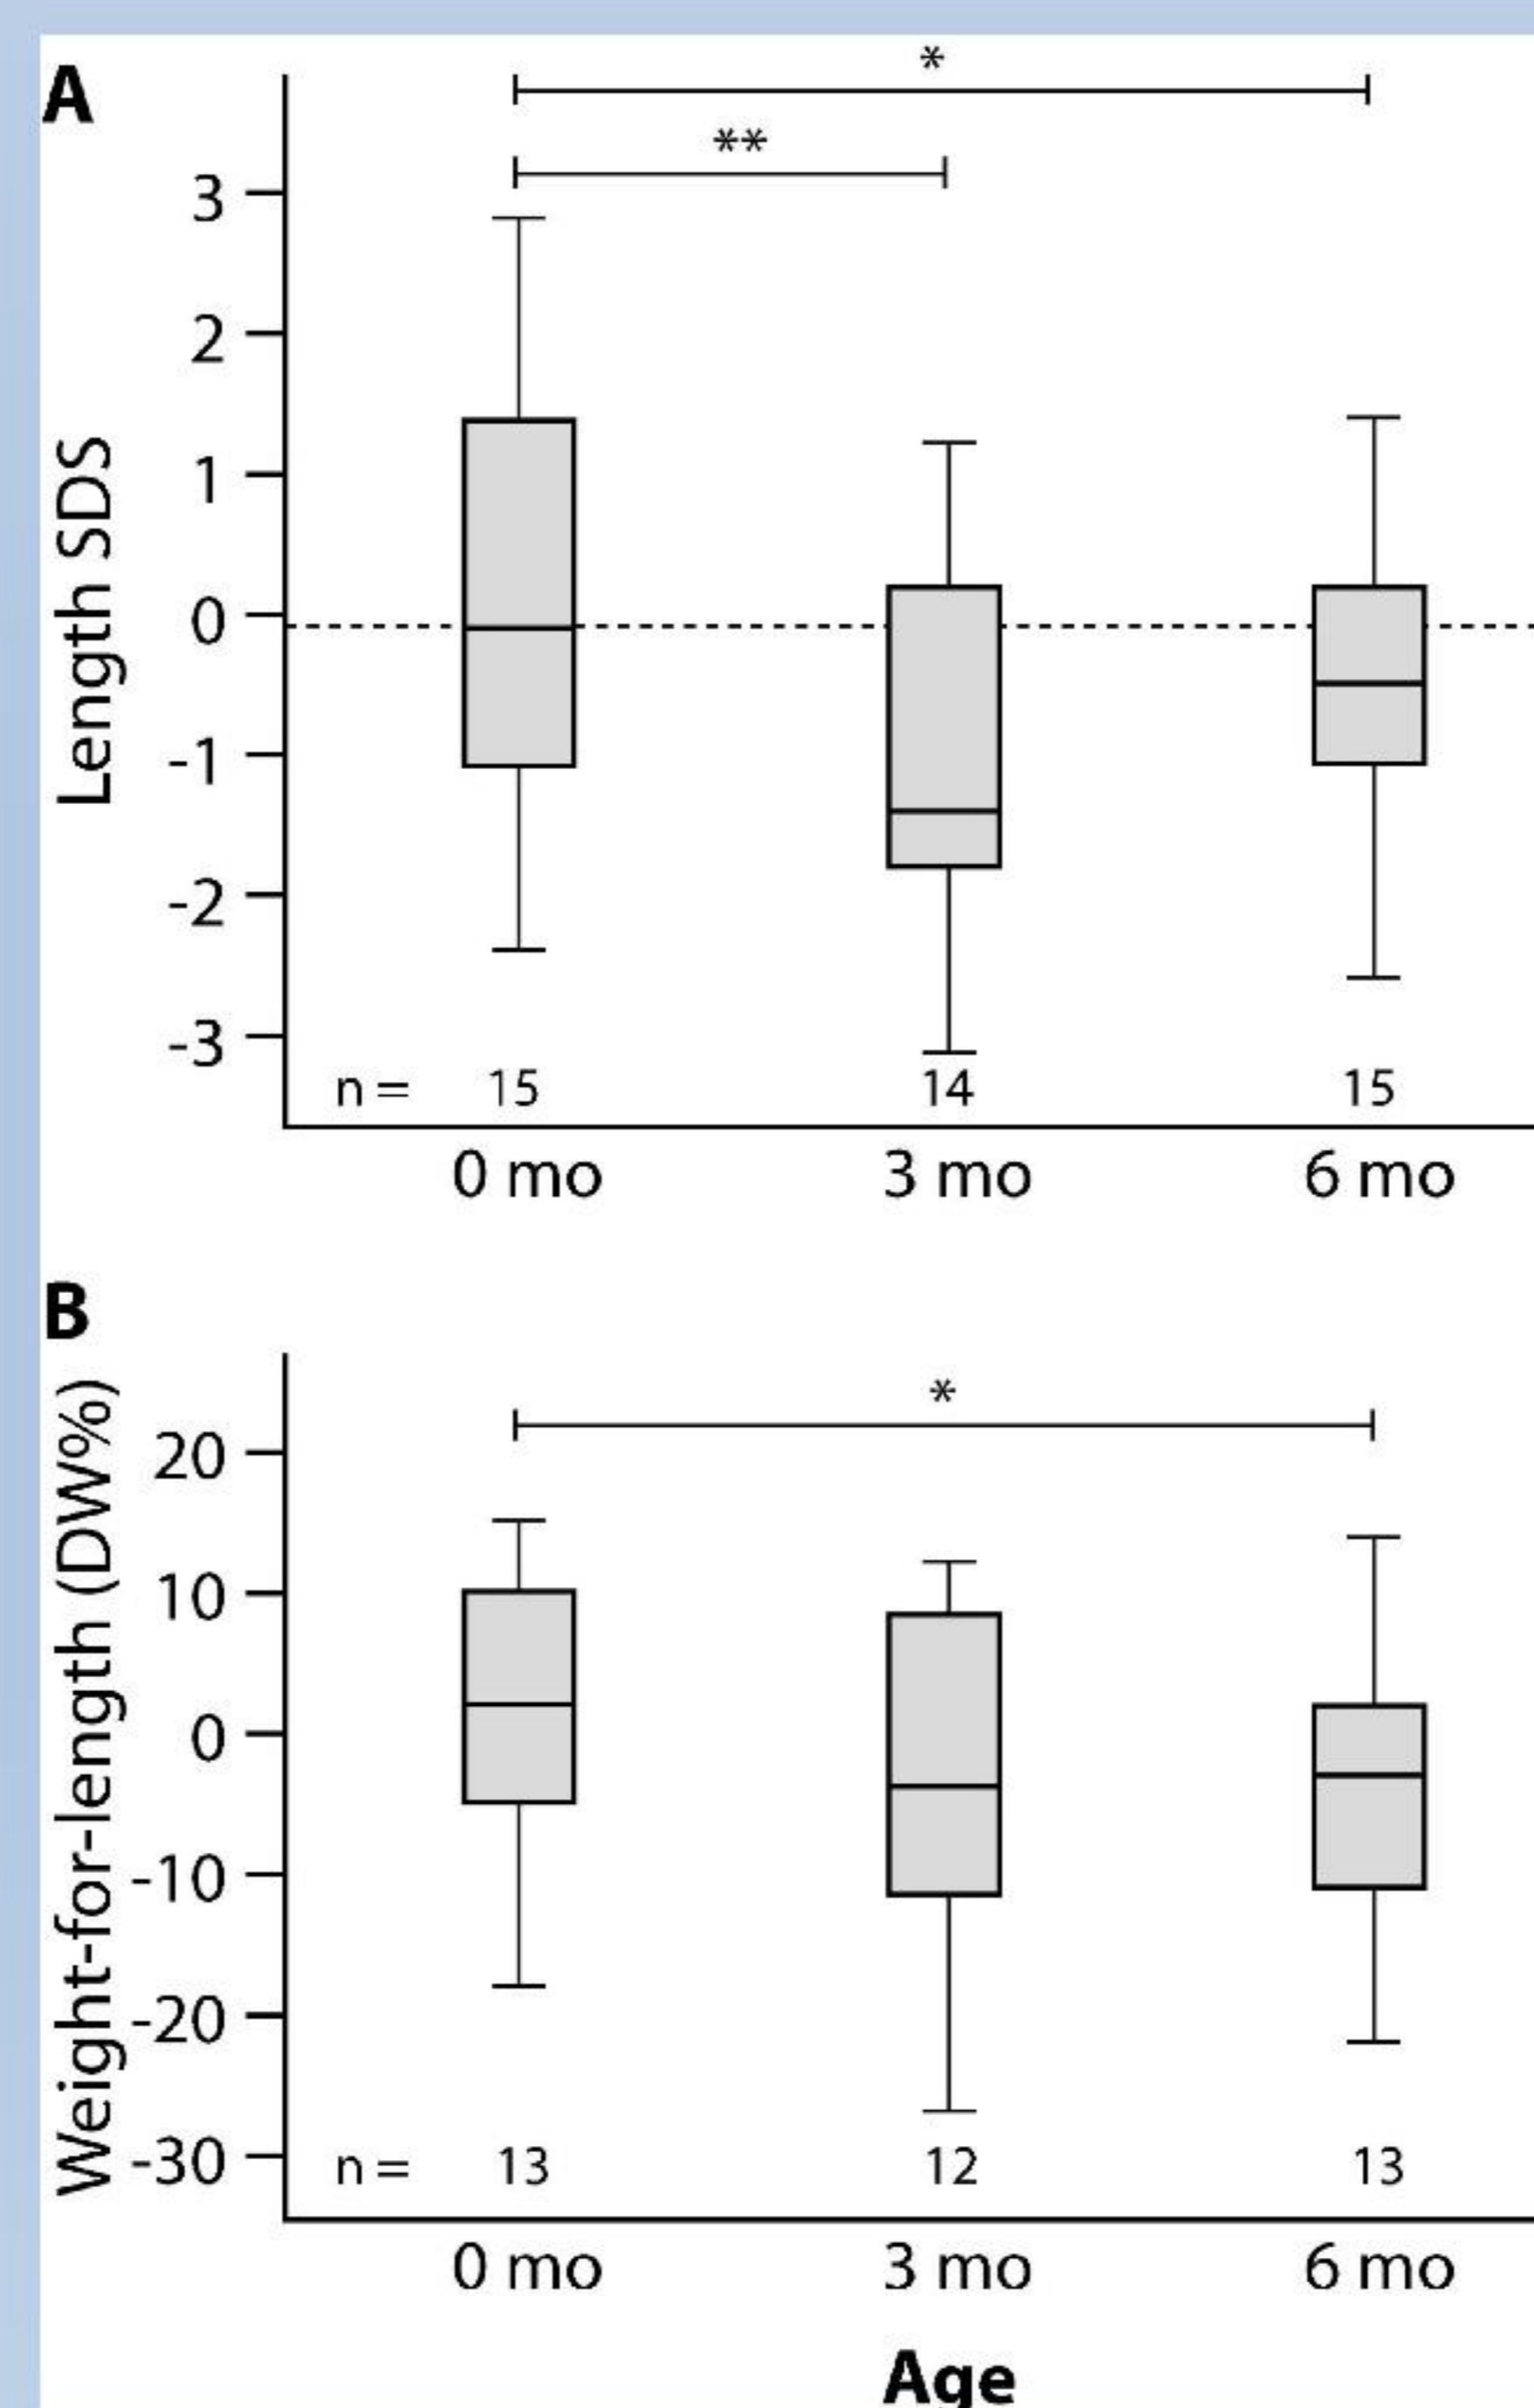 A
*
**
3
2
1
0
-1
-2
-3
Length SDS
n = 15 14 15
0 mo 3 mo 6 mo
B
*
20
10
0
-10
-20
-30
Weight-for-length (DW%)
n = 13 12 13
0 mo 3 mo 6 mo
Age